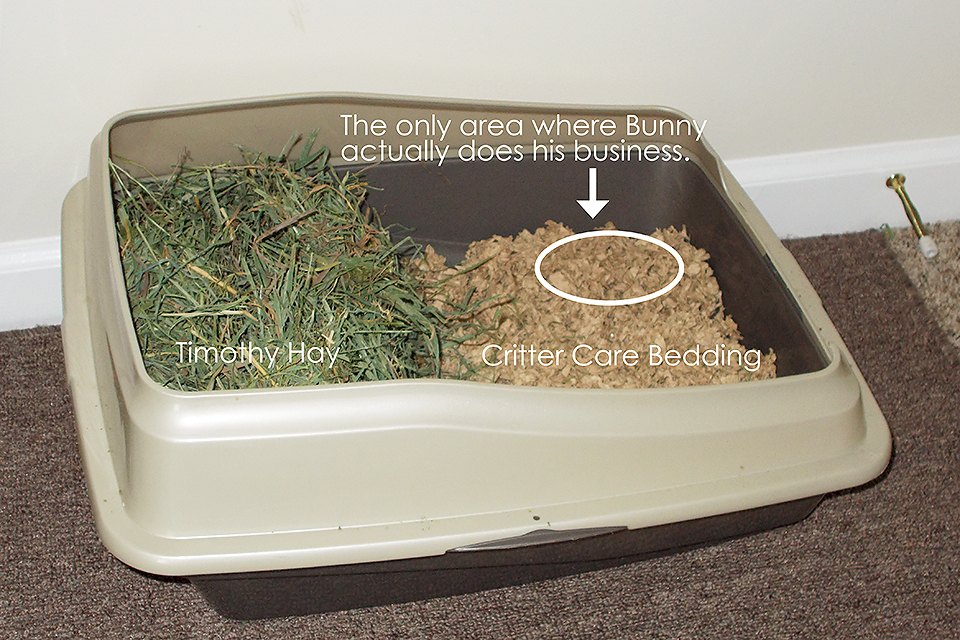 The only area where Bunny
actually does his business.
Timothy Hay
Critter Care Bedding